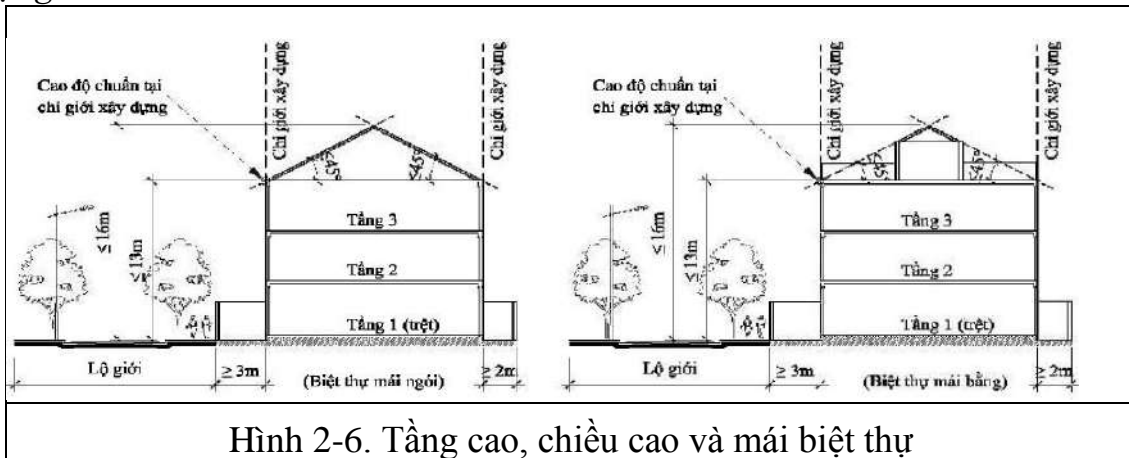 Cao độ chuẩn tại
chỉ giới xây dựng
Chỉ giới xây dựng
Chỉ giới xây dựng
≤45°
≤45°
≤16m
≤13m
Tầng 3
Tầng 2
Tầng 1 (trệt)
Lộ giới
≥ 3m
(Biệt thự mái ngói)
≥ 2m
Cao độ chuẩn tại
chỉ giới xây dựng
Chỉ giới xây dựng
Chỉ giới xây dựng
≤45°
≤45°
≤16m
≤13m
Tầng 3
Tầng 2
Tầng 1 (trệt)
Lộ giới
≥ 3m
(Biệt thự mái bằng)
≥ 2m
Hình 2-6. Tầng cao, chiều cao và mái biệt thự